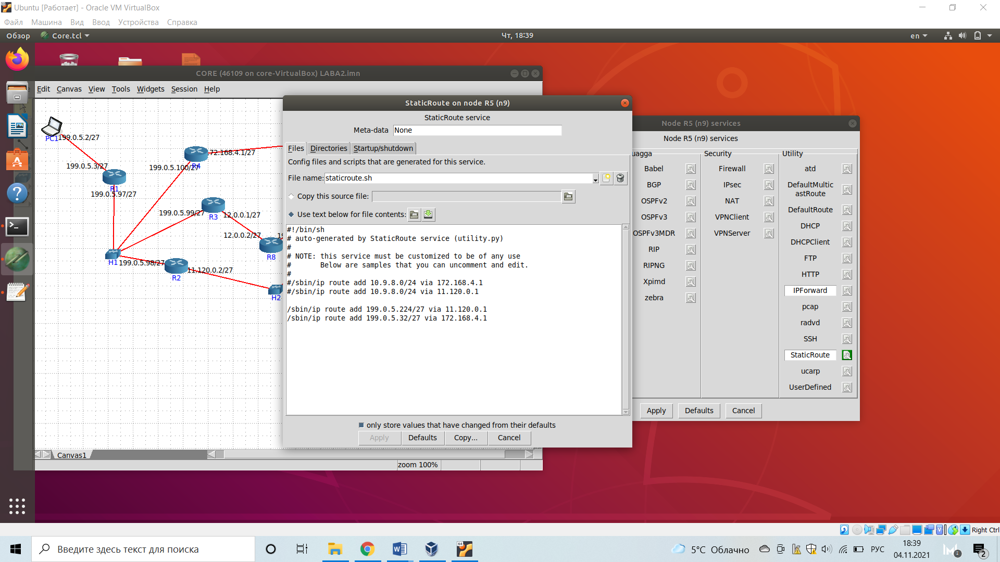 Ubuntu [Работает] - Oracle VM VirtualBox
Файл Машина Вид Ввод Устройства Справка
Обзор Core.tcl Чт, 18:39 en
CORE (46109 on core-VirtualBox) LABA2.imn
Edit Canvas View Tools Widgets Session Help
PC1
199.0.5.2/27
199.0.5.3/27
R1
199.0.5.97/27
72.168.4.1/27
R4
199.0.5.100/27
199.0.5.99/27
R3
12.0.0.1/27
12.0.0.2/27
19
R8
H1
199.0.5.98/27
R2
11.120.0.2/27
H2
Canvas1
zoom 100%
StaticRoute on node R5 (n9)
StaticRoute service
Meta-data None
Files Directories Startup/shutdown
Config files and scripts that are generated for this service.
File name: staticroute.sh
Copy this source file:
Use text below for file contents:
#!/bin/sh
# auto-generated by StaticRoute service (utility.py)
#
# NOTE: this service must be customized to be of any use
# Below are samples that you can uncomment and edit.
#
#/sbin/ip route add 10.9.8.0/24 via 172.168.4.1
#/sbin/ip route add 10.9.8.0/24 via 11.120.0.1
/sbin/ip route add 199.0.5.224/27 via 11.120.0.1
/sbin/ip route add 199.0.5.32/27 via 172.168.4.1
only store values that have changed from their defaults
Apply Defaults Copy... Cancel
Node R5 (n9) services
Node R5 (n9) services
uagga
Babel
BGP
OSPFv2
OSPFv3
OSPFv3MDR
RIP
RIPNG
Xpimd
zebra
Security
Firewall
IPsec
NAT
VPNClient
VPNServer
Utility
atd
DefaultMultic
astRoute
DefaultRoute
DHCP
DHCPClient
FTP
HTTP
IPForward
pcap
radvd
SSH
StaticRoute
ucarp
UserDefined
Apply Defaults Cancel
Right Ctrl
Введите здесь текст для поиска
5°C Облачно
РУС
18:39
04.11.2021
3
2